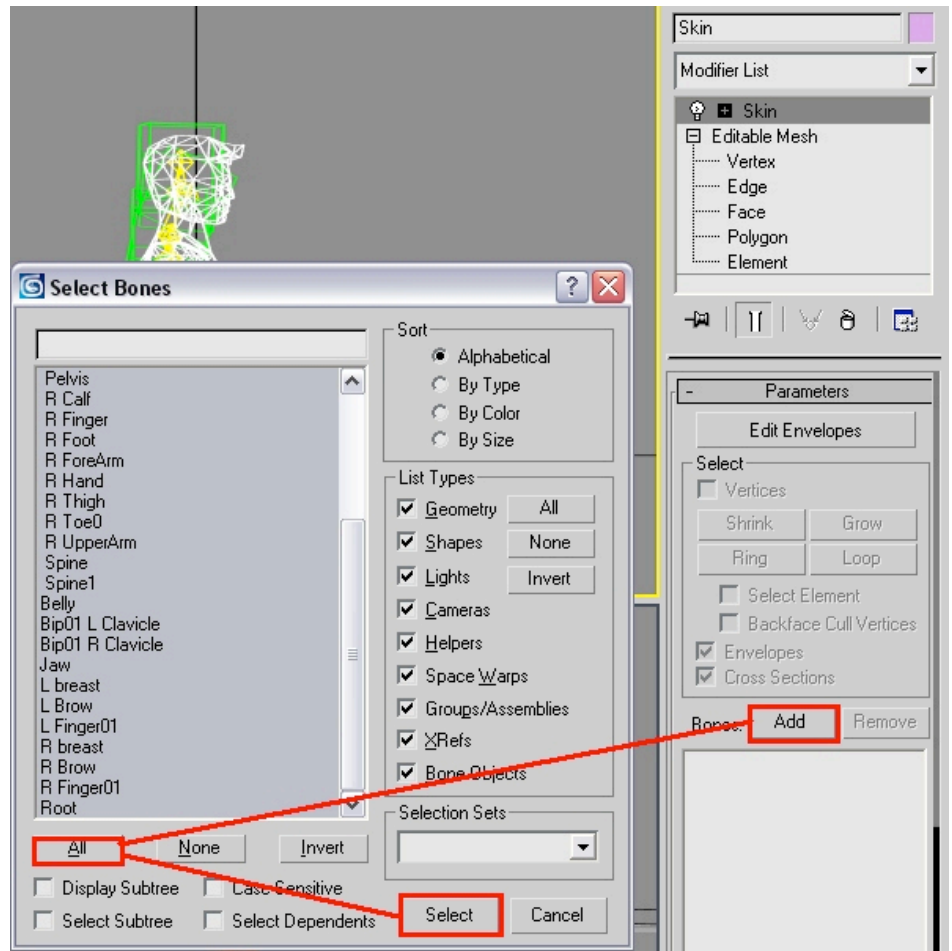 Skin
Modifier List
Skin
Editable Mesh
Vertex
Edge
Face
Polygon
Element
Select Bones
Pelvis
R Calf
R Finger
R Foot
R ForeArm
R Hand
R Thigh
R Toe0
R UpperArm
Spine
Spine1
Belly
Bip01 L Clavicle
Bip01 R Clavicle
Jaw
L breast
L Brow
L Finger01
R breast
R Brow
R Finger01
Root
All None Invert
Display Subtree Case Sensitive
Select Subtree Select Dependents
Sort
Alphabetical
By Type
By Color
By Size
List Types
Geometry All
Shapes None
Lights Invert
Cameras
Helpers
Space Warps
Groups/Assemblies
XRefs
Bone Objects
Selection Sets
Select Cancel
- Parameters
Edit Envelopes
Select
Vertices
Shrink Grow
Ring Loop
Select Element
Backface Cull Vertices
Envelopes
Cross Sections
Bones: Add Remove